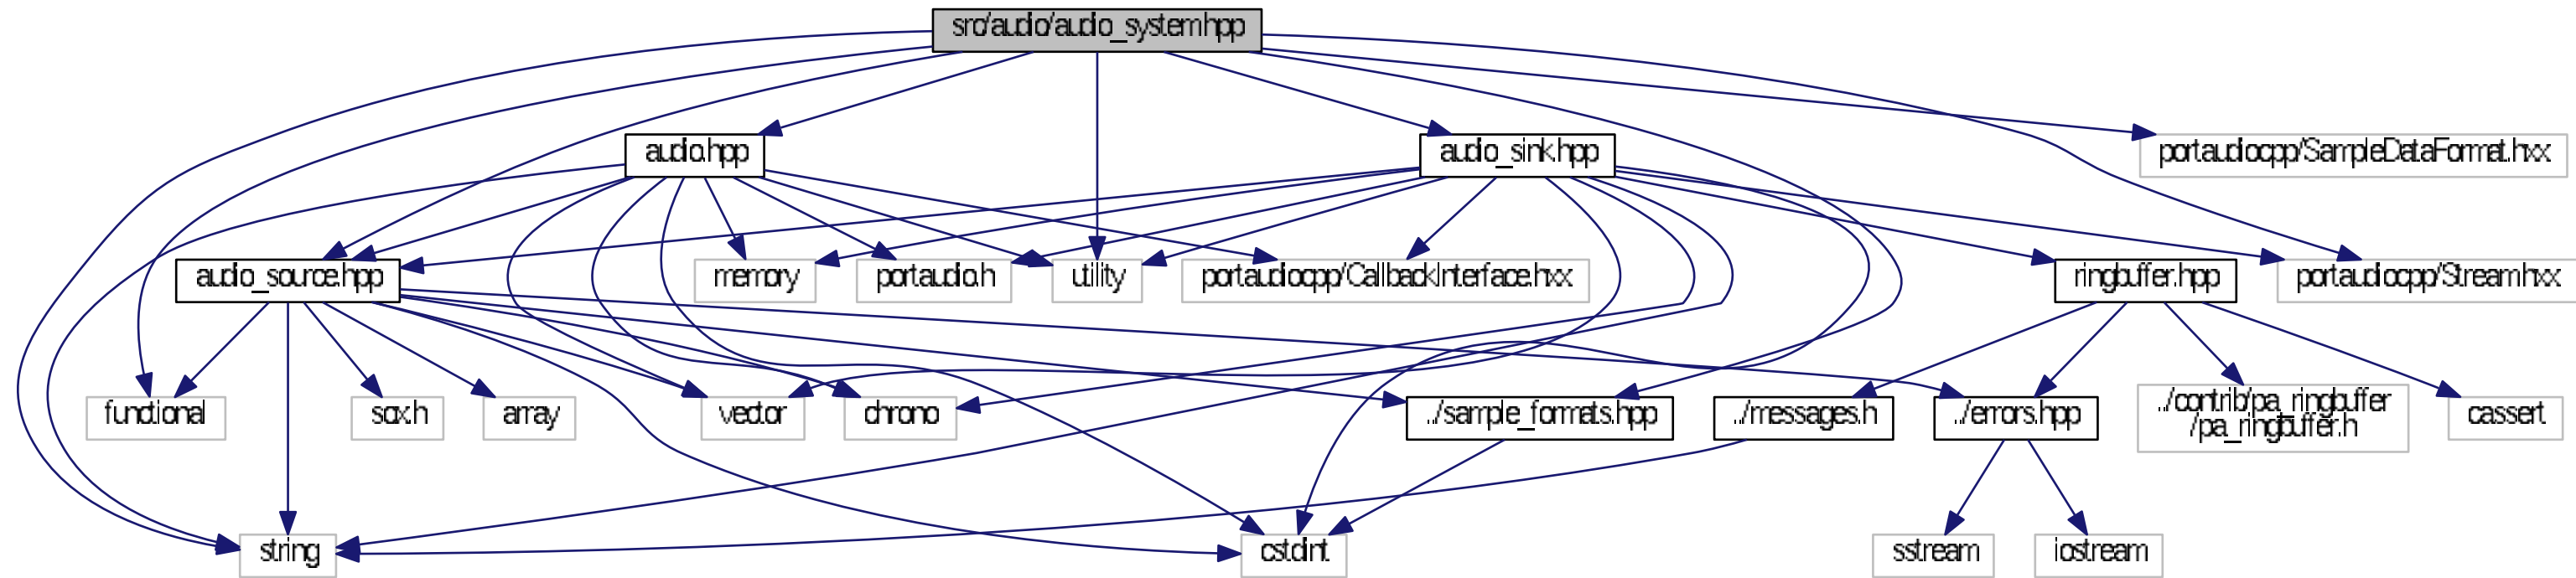 src/audio/audio_system.hpp
audio.hpp
audio_sink.hpp
portaudiocpp/SampleDataFormat.hxx
audio_source.hpp
memory
portaudio.h
utility
portaudiocpp/CallbackInterface.hxx
ringbuffer.hpp
portaudiocpp/Stream.hxx
functional
sox.h
array
vector
chrono
../sample_formats.hpp
../messages.h
../errors.hpp
../contrib/pa_ringbuffer
/pa_ringbuffer.h
cassert
string
cstdint
sstream
iostream